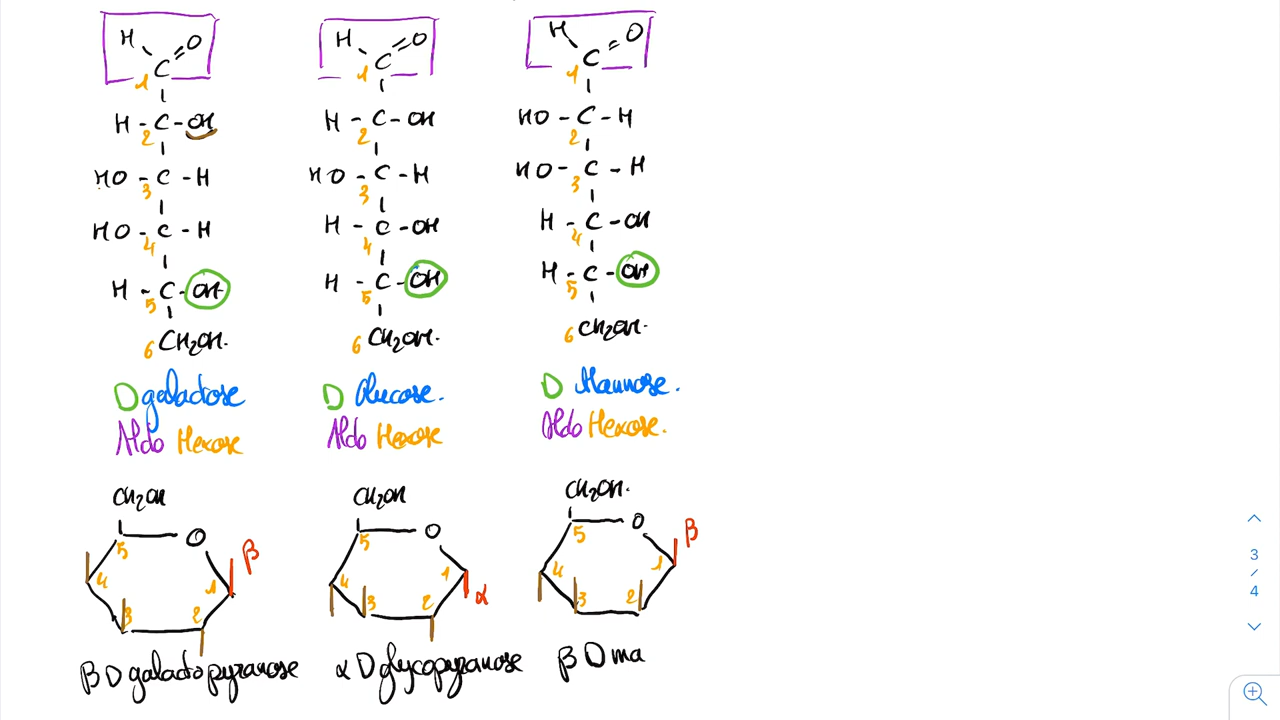 H O H O H O
C C C
1 1 1
H - C - OH H - C - OH HO - C - H
2 2 2
HO - C - H HO - C - H HO - C - H
3 3 3
HO - C - H H - C - OH H - C - OH
4 4 4
H - C - OH H - C - OH H - C - OH
5 5 5
6 CH₂OH. 6 CH₂OH. 6 CH₂OH.
D galactose D Glucose. D Mannose.
Aldo Hexose Aldo Hexose Aldo Hexose.
CH₂OH CH₂OH CH₂OH.
O O O
5 5 5
β β
4 1 4 1 4 1
α
3 2 3 2 3 2
β D galactopyranose α D glycopyranose β D ma
3
/
4